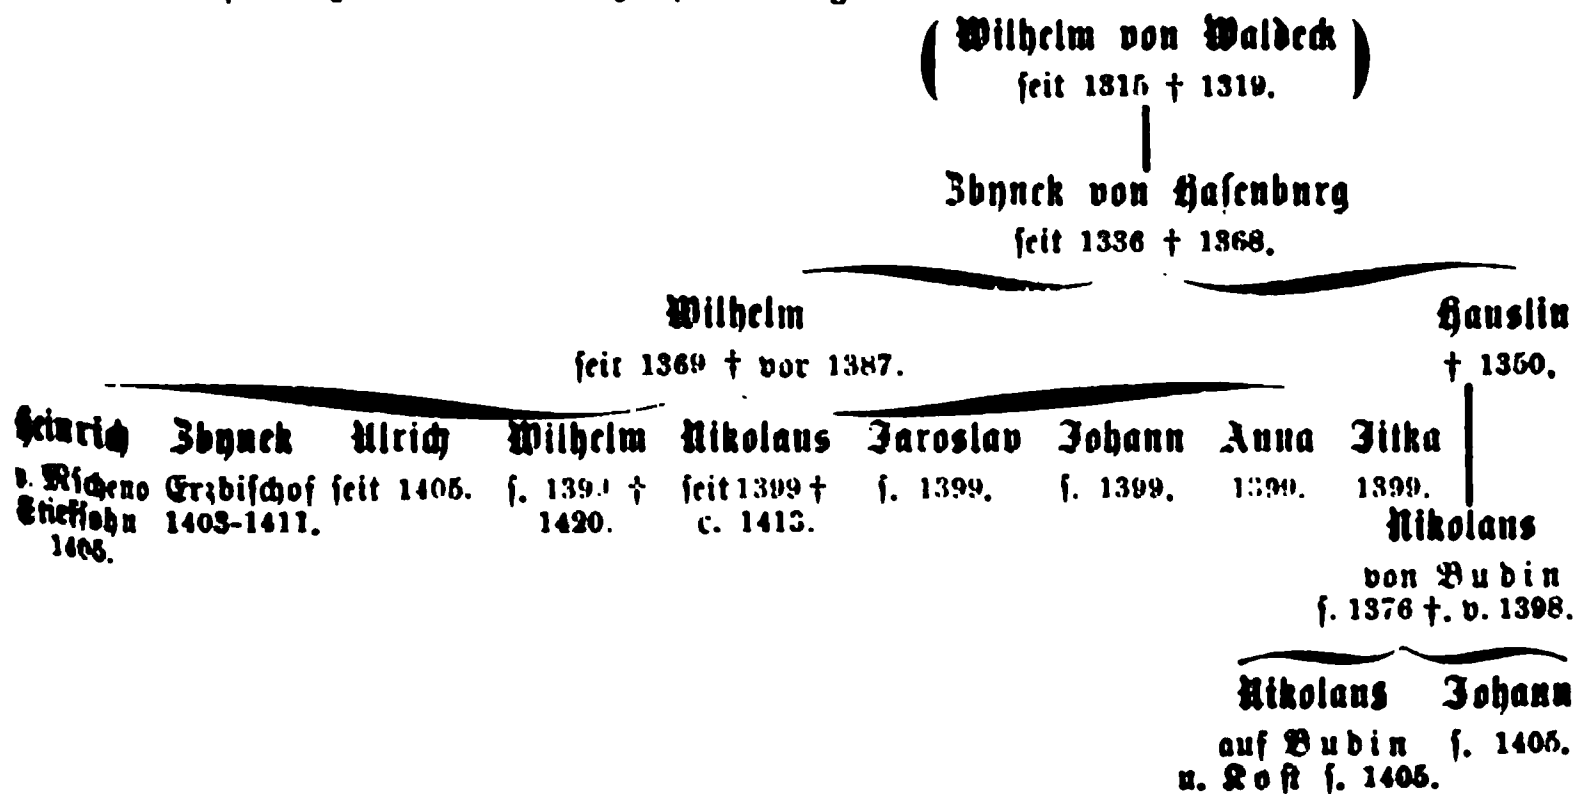 (Wilhelm von Waldeck)
ſeit 1315 † 1319.
Zbynek von Haſenburg
ſeit 1336 † 1368.
Wilhelm Hauslin
ſeit 1369 † vor 1387. † 1350.
Heinrich Zbynek Ulrich Wilhelm Nikolaus Jaroslav Johann Anna Jitka
v. Erzbiſchof ſeit 1405. ſ. † ſeit 1399 † ſ. 1399. ſ. 1399. 1399. 1399.
Stiefſohn 1403-1411. 1420. c. 1413.
1405.
Nikolaus
von Budin
ſ. 1376 †. v. 1398.
Nikolaus Johann
auf Budin ſ. 1405.
u. Koſt ſ. 1405.